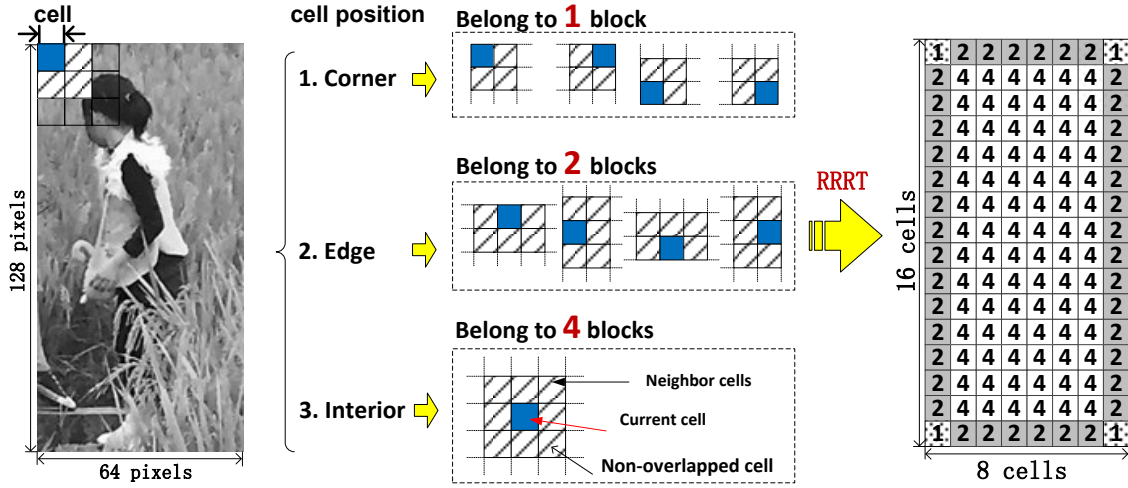 cell
128 pixels
64 pixels
cell position
1. Corner
2. Edge
3. Interior
Belong to 1 block
Belong to 2 blocks
Belong to 4 blocks
Neighbor cells
Current cell
Non-overlapped cell
RRRT
16 cells
1 2 2 2 2 2 2 1
2 4 4 4 4 4 4 2
2 4 4 4 4 4 4 2
2 4 4 4 4 4 4 2
2 4 4 4 4 4 4 2
2 4 4 4 4 4 4 2
2 4 4 4 4 4 4 2
2 4 4 4 4 4 4 2
2 4 4 4 4 4 4 2
2 4 4 4 4 4 4 2
2 4 4 4 4 4 4 2
2 4 4 4 4 4 4 2
2 4 4 4 4 4 4 2
2 4 4 4 4 4 4 2
2 4 4 4 4 4 4 2
1 2 2 2 2 2 2 1
8 cells